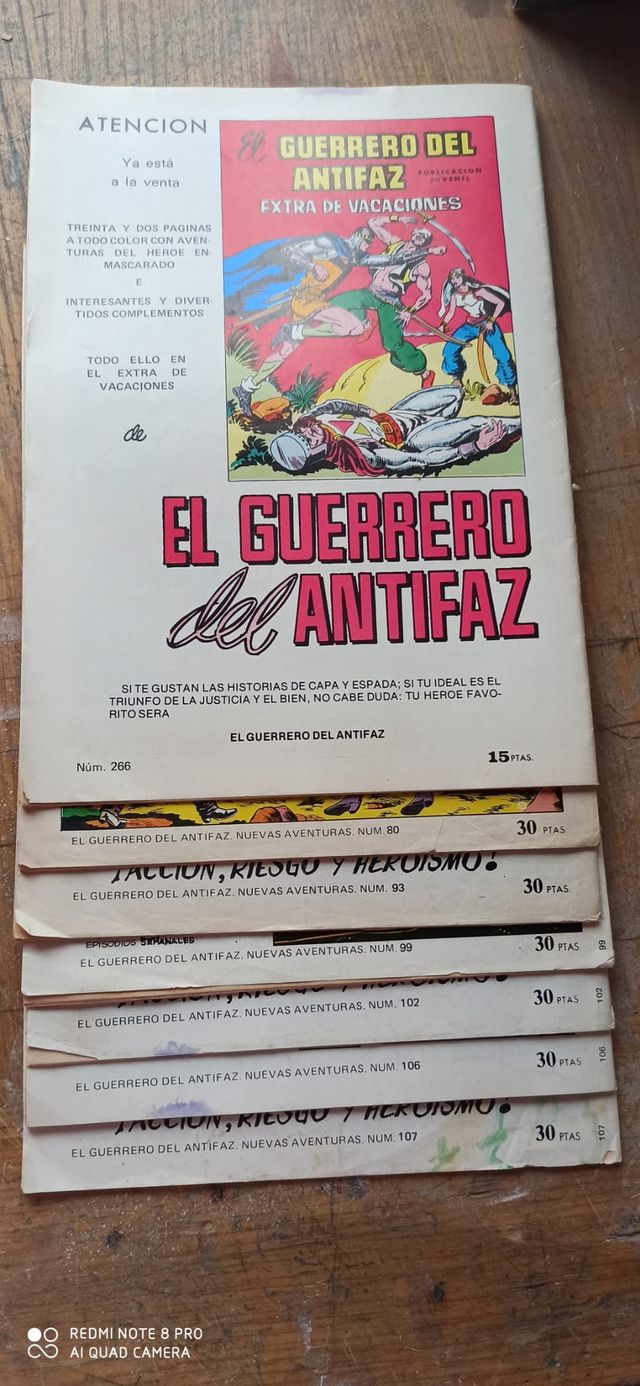 ATENCION
Ya está
a la venta
TREINTA Y DOS PAGINAS
A TODO COLOR CON AVEN-
TURAS DEL HEROE EN-
MASCARADO
E
INTERESANTES Y DIVER-
TIDOS COMPLEMENTOS
TODO ELLO EN
EL EXTRA DE
VACACIONES
de
El GUERRERO DEL
ANTIFAZ
PUBLICACION
JUVENIL
EXTRA DE VACACIONES
EL GUERRERO
del ANTIFAZ
SI TE GUSTAN LAS HISTORIAS DE CAPA Y ESPADA; SI TU IDEAL ES EL
TRIUNFO DE LA JUSTICIA Y EL BIEN, NO CABE DUDA: TU HEROE FAVO-
RITO SERA
EL GUERRERO DEL ANTIFAZ
Núm. 266
15 PTAS.
EL GUERRERO DEL ANTIFAZ. NUEVAS AVENTURAS. NUM. 80
30 PTAS
¡ACCION, RIESGO Y HEROISMO!
EL GUERRERO DEL ANTIFAZ. NUEVAS AVENTURAS. NUM. 93
30 PTAS.
EPISODIOS SEMANALES
EL GUERRERO DEL ANTIFAZ. NUEVAS AVENTURAS. NUM. 99
30 PTAS
99
¡ACCION, RIESGO Y HEROISMO!
EL GUERRERO DEL ANTIFAZ. NUEVAS AVENTURAS. NUM. 102
30 PTAS
102
EL GUERRERO DEL ANTIFAZ. NUEVAS AVENTURAS. NUM. 106
30 PTAS
106
¡ACCION, RIESGO Y HEROISMO!
EL GUERRERO DEL ANTIFAZ. NUEVAS AVENTURAS. NUM. 107
30 PTAS
107
REDMI NOTE 8 PRO
AI QUAD CAMERA